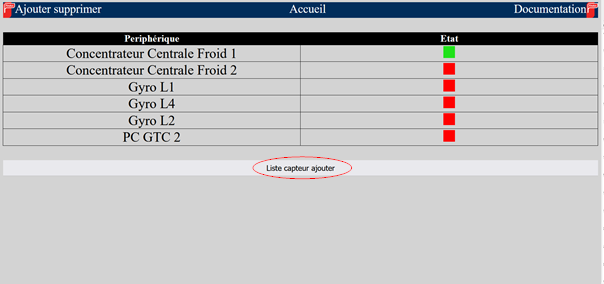 Ajouter supprimer Accueil Documentation
Periphérique Etat
Concentrateur Centrale Froid 1
Concentrateur Centrale Froid 2
Gyro L1
Gyro L4
Gyro L2
PC GTC 2
Liste capteur ajouter